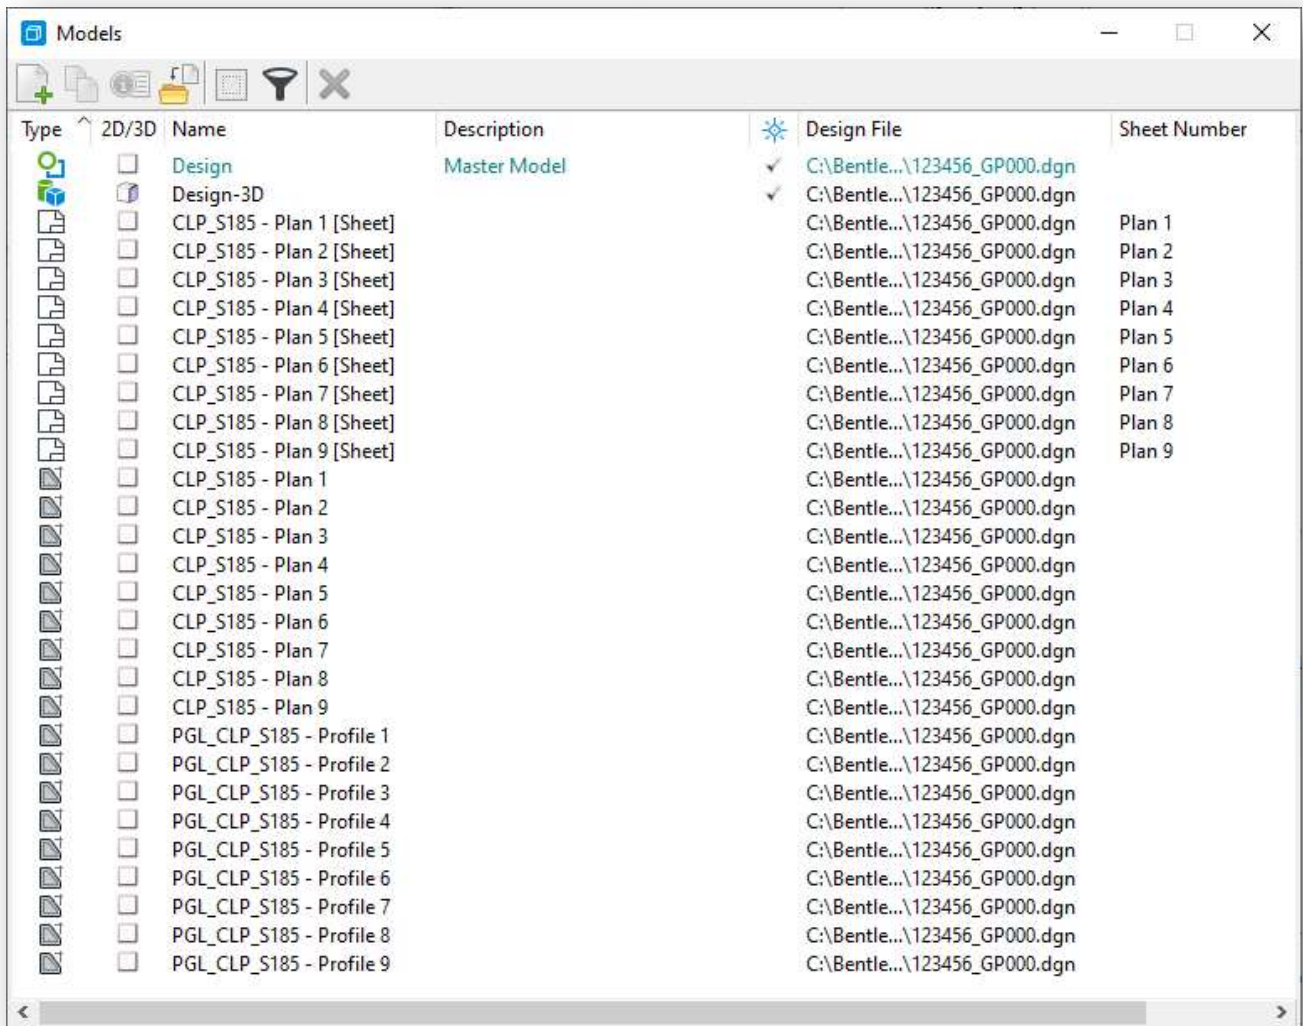 Models
Type 2D/3D Name Description Design File Sheet Number
Design Master Model C:\Bentle...\123456_GP000.dgn
Design-3D C:\Bentle...\123456_GP000.dgn
CLP_S185 - Plan 1 [Sheet] C:\Bentle...\123456_GP000.dgn Plan 1
CLP_S185 - Plan 2 [Sheet] C:\Bentle...\123456_GP000.dgn Plan 2
CLP_S185 - Plan 3 [Sheet] C:\Bentle...\123456_GP000.dgn Plan 3
CLP_S185 - Plan 4 [Sheet] C:\Bentle...\123456_GP000.dgn Plan 4
CLP_S185 - Plan 5 [Sheet] C:\Bentle...\123456_GP000.dgn Plan 5
CLP_S185 - Plan 6 [Sheet] C:\Bentle...\123456_GP000.dgn Plan 6
CLP_S185 - Plan 7 [Sheet] C:\Bentle...\123456_GP000.dgn Plan 7
CLP_S185 - Plan 8 [Sheet] C:\Bentle...\123456_GP000.dgn Plan 8
CLP_S185 - Plan 9 [Sheet] C:\Bentle...\123456_GP000.dgn Plan 9
CLP_S185 - Plan 1 C:\Bentle...\123456_GP000.dgn
CLP_S185 - Plan 2 C:\Bentle...\123456_GP000.dgn
CLP_S185 - Plan 3 C:\Bentle...\123456_GP000.dgn
CLP_S185 - Plan 4 C:\Bentle...\123456_GP000.dgn
CLP_S185 - Plan 5 C:\Bentle...\123456_GP000.dgn
CLP_S185 - Plan 6 C:\Bentle...\123456_GP000.dgn
CLP_S185 - Plan 7 C:\Bentle...\123456_GP000.dgn
CLP_S185 - Plan 8 C:\Bentle...\123456_GP000.dgn
CLP_S185 - Plan 9 C:\Bentle...\123456_GP000.dgn
PGL_CLP_S185 - Profile 1 C:\Bentle...\123456_GP000.dgn
PGL_CLP_S185 - Profile 2 C:\Bentle...\123456_GP000.dgn
PGL_CLP_S185 - Profile 3 C:\Bentle...\123456_GP000.dgn
PGL_CLP_S185 - Profile 4 C:\Bentle...\123456_GP000.dgn
PGL_CLP_S185 - Profile 5 C:\Bentle...\123456_GP000.dgn
PGL_CLP_S185 - Profile 6 C:\Bentle...\123456_GP000.dgn
PGL_CLP_S185 - Profile 7 C:\Bentle...\123456_GP000.dgn
PGL_CLP_S185 - Profile 8 C:\Bentle...\123456_GP000.dgn
PGL_CLP_S185 - Profile 9 C:\Bentle...\123456_GP000.dgn